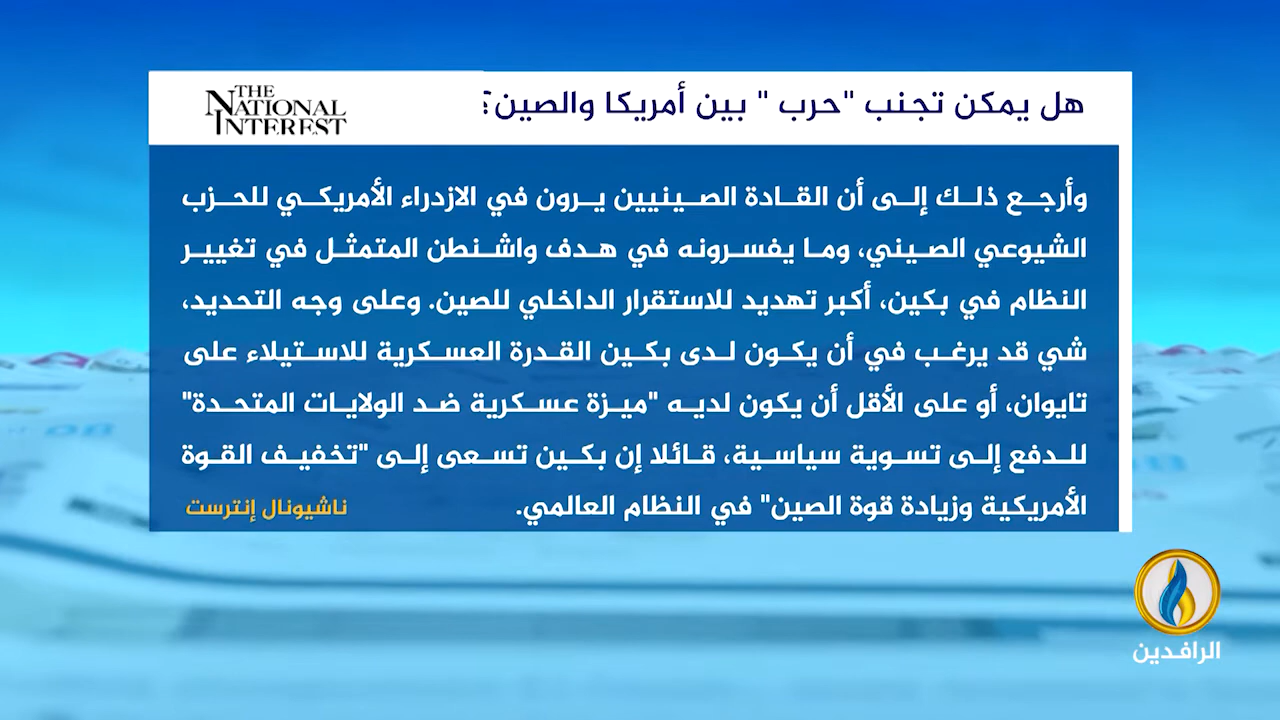 هل يمكن تجنب "حرب " بين أمريكا والصين؟
THE
NATIONAL
INTEREST
وأرجع ذلك إلى أن القادة الصينيين يرون في الازدراء الأمريكي للحزب
الشيوعي الصيني، وما يفسرونه في هدف واشنطن المتمثل في تغيير
النظام في بكين، أكبر تهديد للاستقرار الداخلي للصين. وعلى وجه التحديد،
شي قد يرغب في أن يكون لدى بكين القدرة العسكرية للاستيلاء على
تايوان، أو على الأقل أن يكون لديه "ميزة عسكرية ضد الولايات المتحدة"
للدفع إلى تسوية سياسية، قائلا إن بكين تسعى إلى "تخفيف القوة
الأمريكية وزيادة قوة الصين" في النظام العالمي.
ناشيونال إنترست
الرافدين